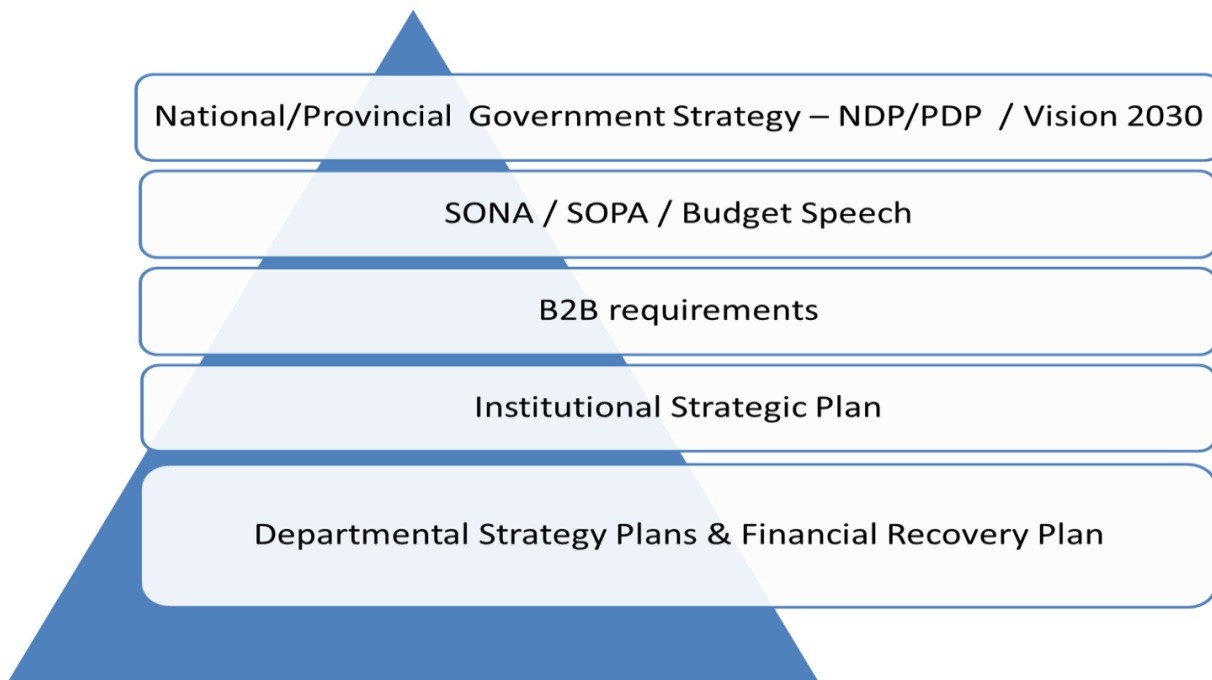 National/Provincial Government Strategy – NDP/PDP / Vision 2030
SONA / SOPA / Budget Speech
B2B requirements
Institutional Strategic Plan
Departmental Strategy Plans & Financial Recovery Plan